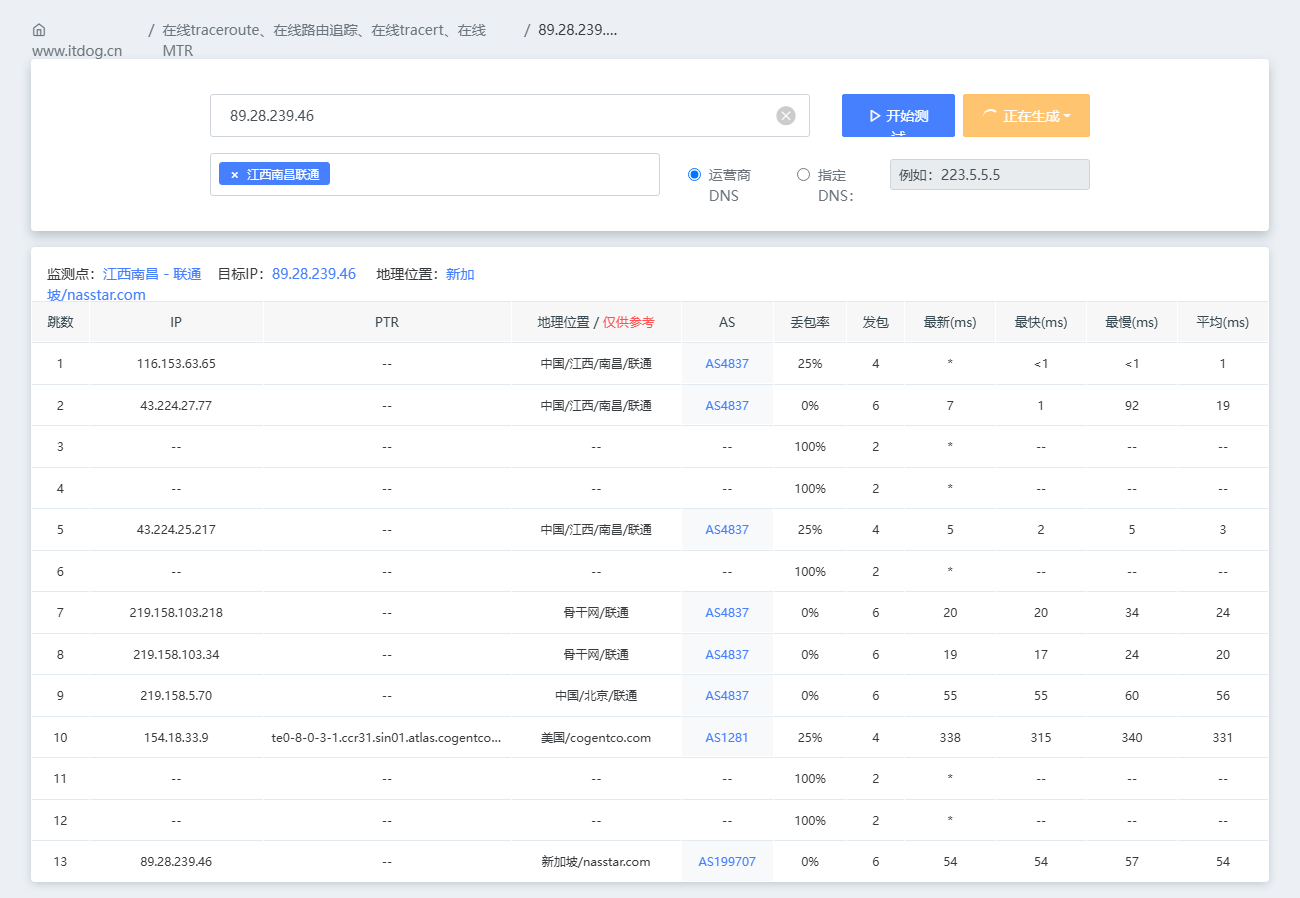 / 在线traceroute、在线路由追踪、在线tracert、在线 / 89.28.239....
www.itdog.cn MTR
89.28.239.46 开始测 正在生成
× 江西南昌联通 运营商 指定 例如：223.5.5.5
DNS DNS：
监测点：江西南昌 - 联通 目标IP：89.28.239.46 地理位置：新加
坡/nasstar.com
跳数 IP PTR 地理位置 / 仅供参考 AS 丢包率 发包 最新(ms) 最快(ms) 最慢(ms) 平均(ms)
1 116.153.63.65 -- 中国/江西/南昌/联通 AS4837 25% 4 * <1 <1 1
2 43.224.27.77 -- 中国/江西/南昌/联通 AS4837 0% 6 7 1 92 19
3 -- -- -- -- 100% 2 * -- -- --
4 -- -- -- -- 100% 2 * -- -- --
5 43.224.25.217 -- 中国/江西/南昌/联通 AS4837 25% 4 5 2 5 3
6 -- -- -- -- 100% 2 * -- -- --
7 219.158.103.218 -- 骨干网/联通 AS4837 0% 6 20 20 34 24
8 219.158.103.34 -- 骨干网/联通 AS4837 0% 6 19 17 24 20
9 219.158.5.70 -- 中国/北京/联通 AS4837 0% 6 55 55 60 56
10 154.18.33.9 te0-8-0-3-1.ccr31.sin01.atlas.cogentco... 美国/cogentco.com AS1281 25% 4 338 315 340 331
11 -- -- -- -- 100% 2 * -- -- --
12 -- -- -- -- 100% 2 * -- -- --
13 89.28.239.46 -- 新加坡/nasstar.com AS199707 0% 6 54 54 57 54